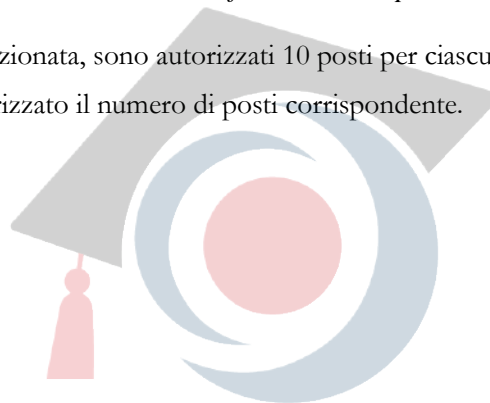 zionata, sono autorizzati 10 posti per ciascu
rizzato il numero di posti corrispondente.